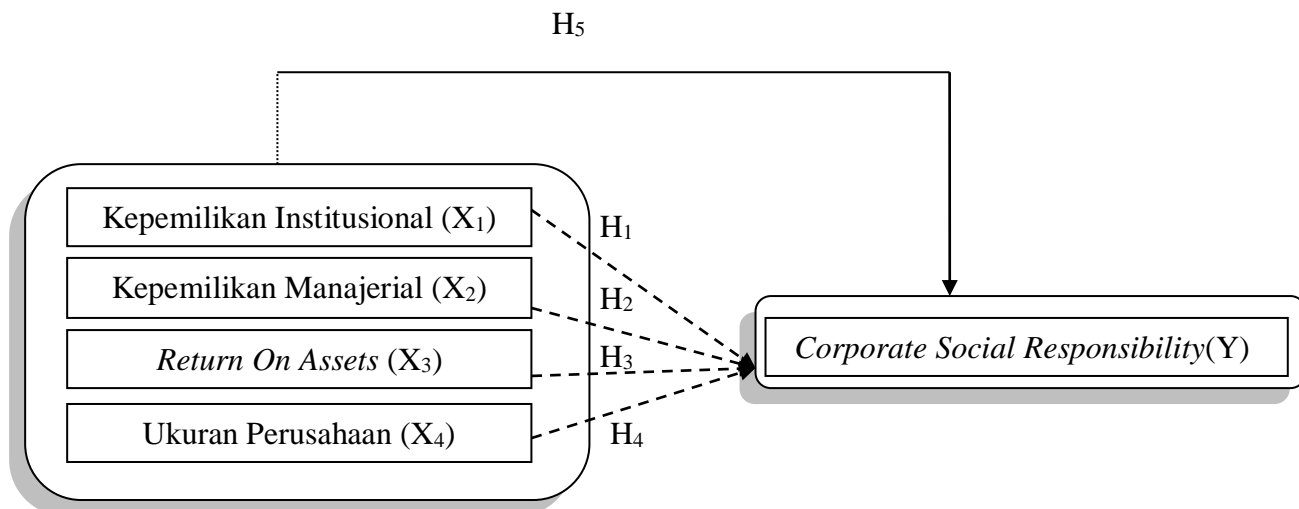 H₅
Kepemilikan Institusional (X₁)
H₁
Kepemilikan Manajerial (X₂)
H₂
Return On Assets (X₃)
H₃
Ukuran Perusahaan (X₄)
H₄
Corporate Social Responsibility(Y)